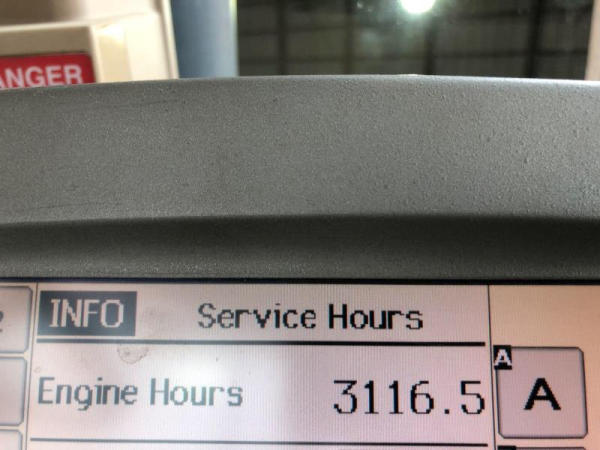 ANGER
INFO Service Hours
A
Engine Hours 3116.5 A